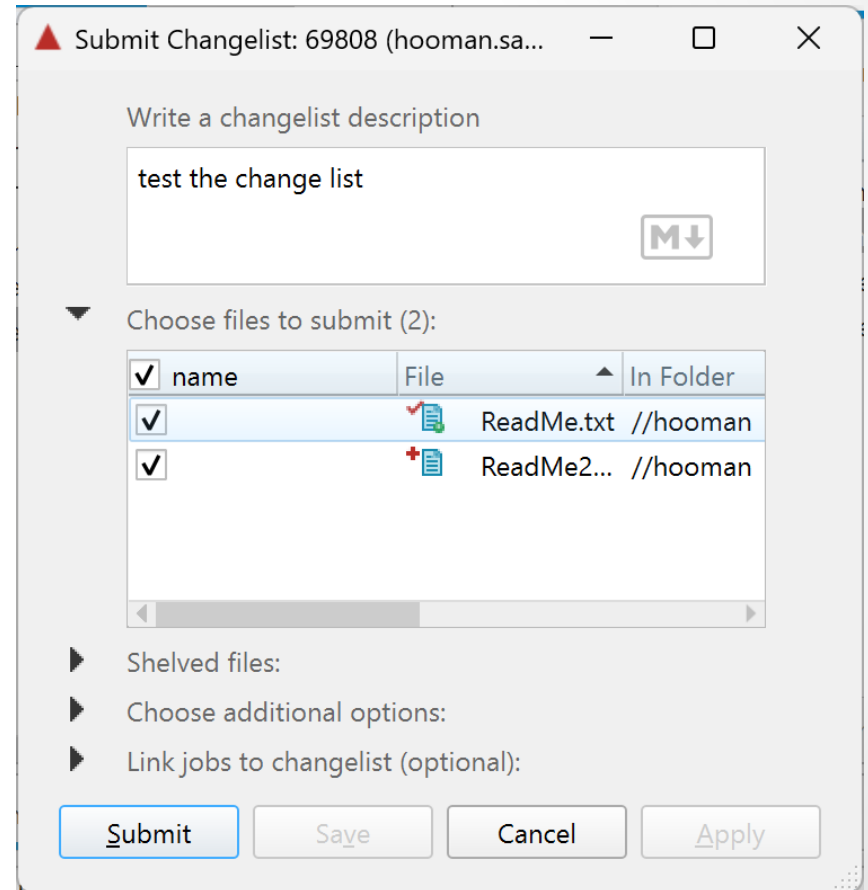 Submit Changelist: 69808 (hooman.sa...
Write a changelist description
test the change list
M
Choose files to submit (2):
name File In Folder
ReadMe.txt //hooman
ReadMe2... //hooman
Shelved files:
Choose additional options:
Link jobs to changelist (optional):
Submit Save Cancel Apply